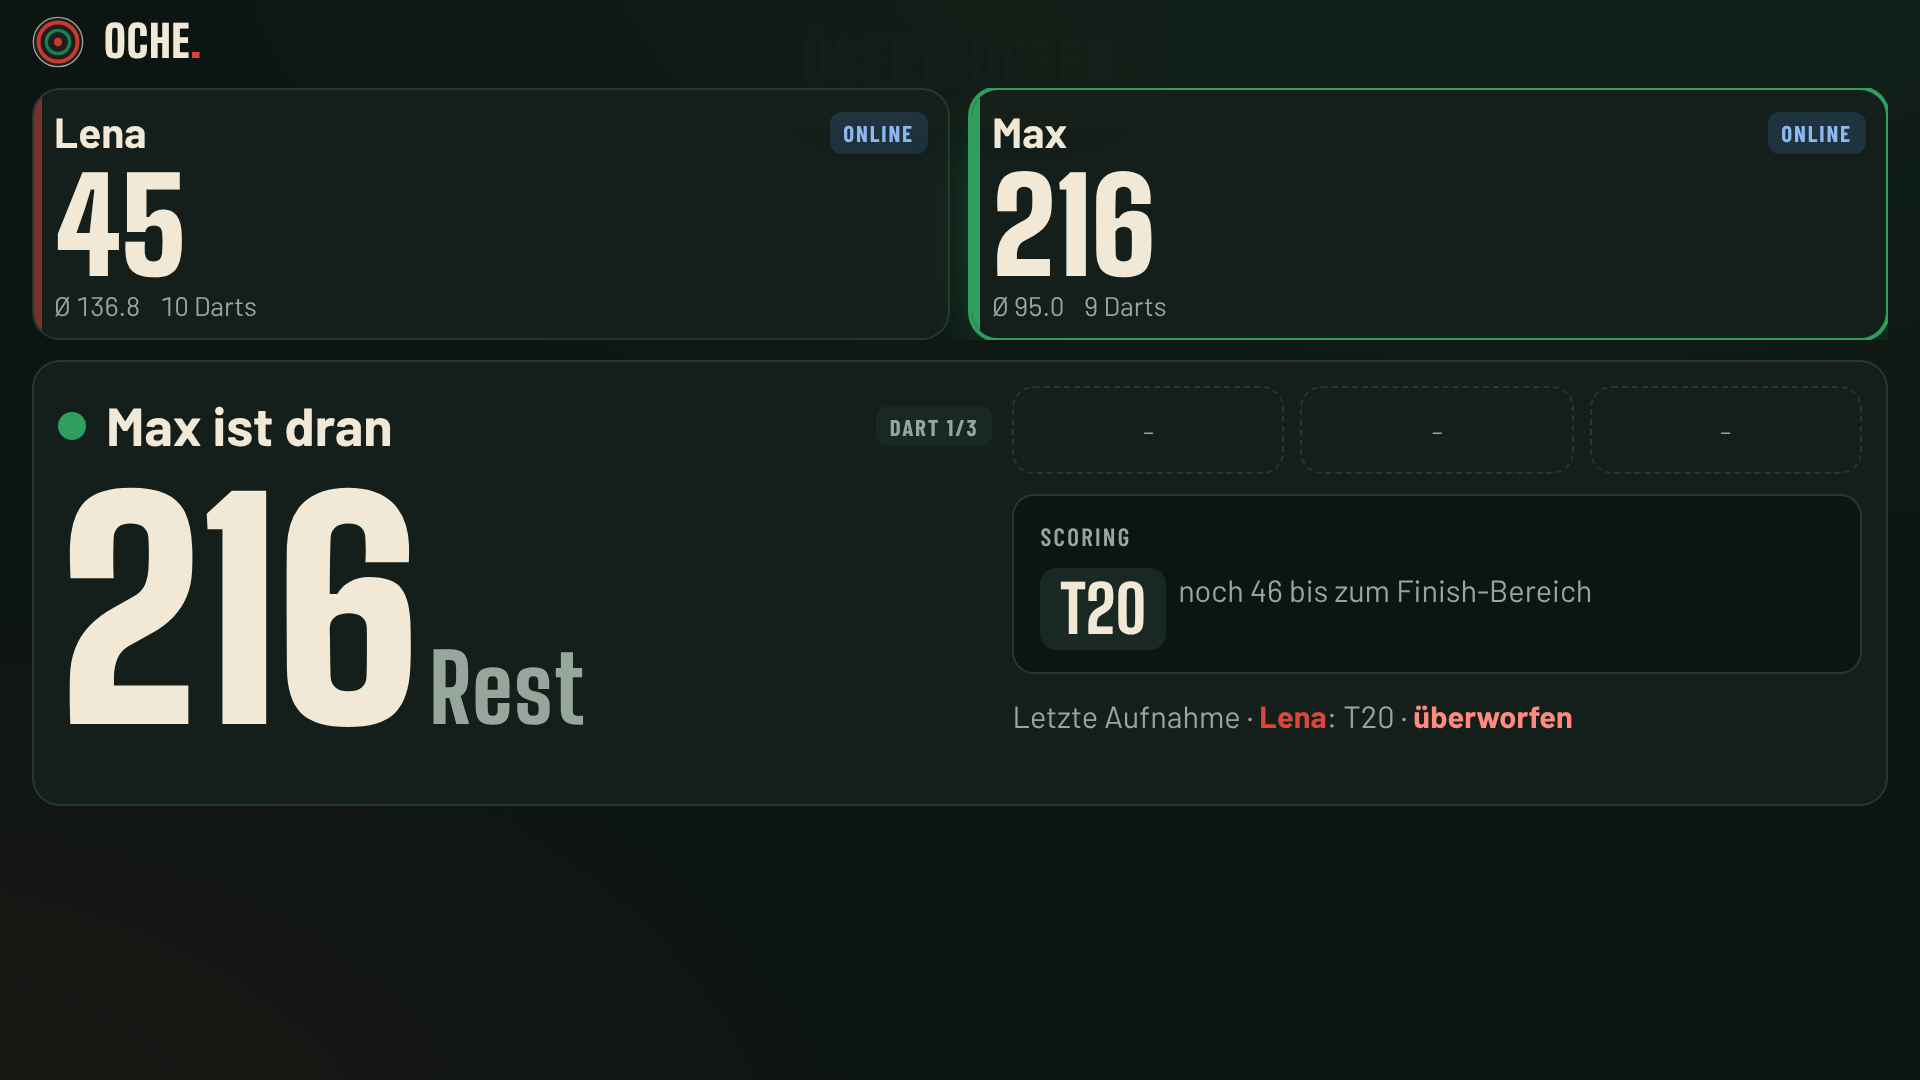 OCHE.
ÜBERWORFEN
Lena
ONLINE
45
Ø 136.8 10 Darts
Max
ONLINE
216
Ø 95.0 9 Darts
Max ist dran
DART 1/3
216 Rest
– – –
SCORING
T20 noch 46 bis zum Finish-Bereich
Letzte Aufnahme · Lena: T20 · überworfen